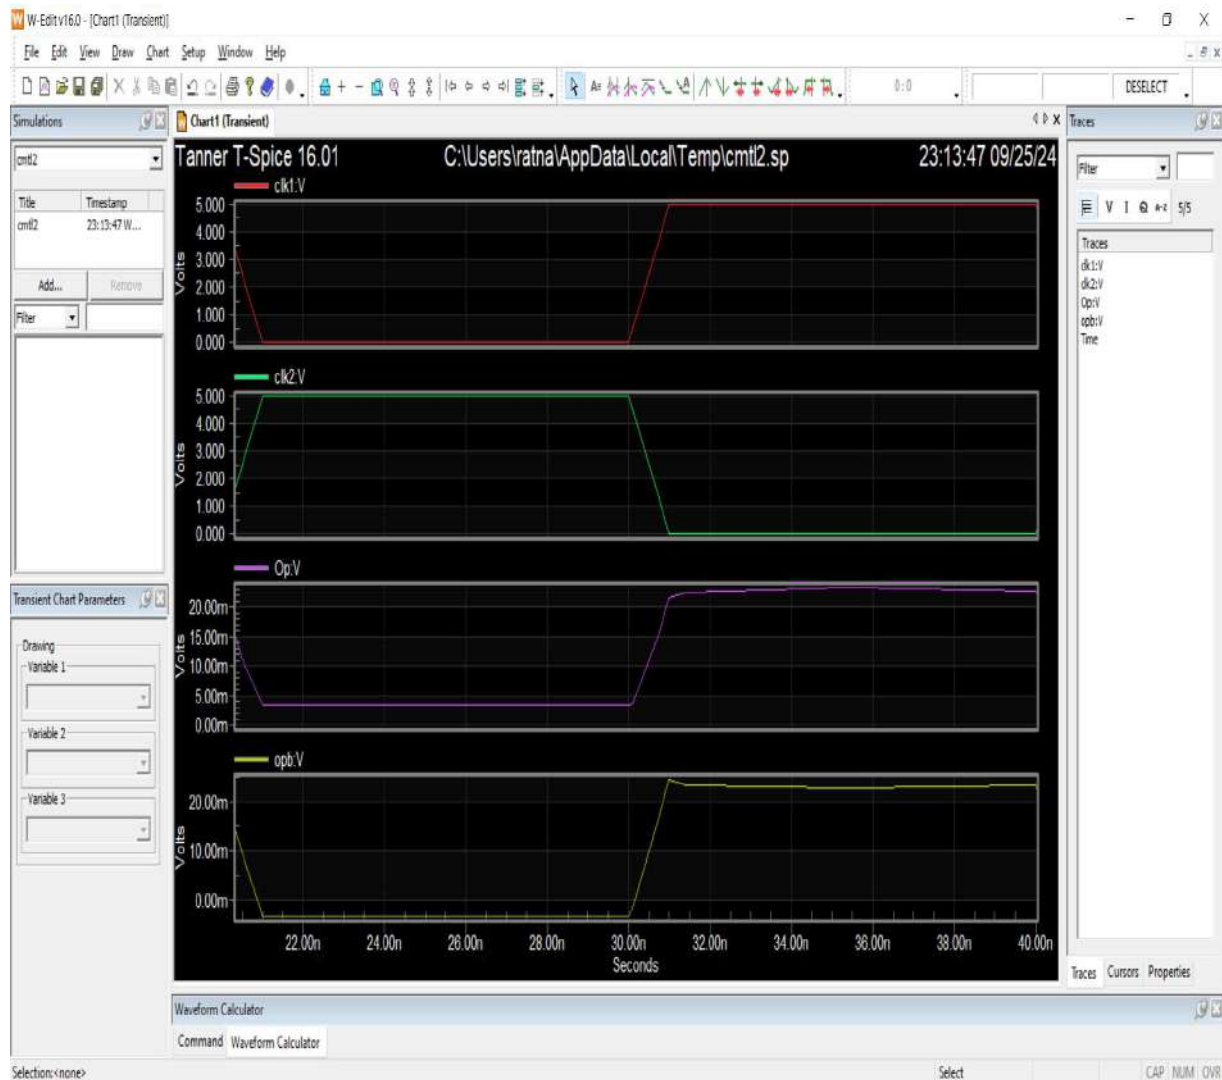 W-Edit v16.0 - [Chart1 (Transient)]
File Edit View Draw Chart Setup Window Help
0:0
DESELECT
Simulations
Chart1 (Transient)
Traces
cmtl2
Title Timestamp
cmtl2 23:13:47 W...
Add... Remove
Filter
Tanner T-Spice 16.01 C:\Users\ratna\AppData\Local\Temp\cmtl2.sp 23:13:47 09/25/24
clk1:V
5.000
4.000
3.000
2.000
1.000
0.000
Volts
clk2:V
5.000
4.000
3.000
2.000
1.000
0.000
Volts
Op:V
20.00m
15.00m
10.00m
5.00m
0.00m
Volts
opb:V
20.00m
10.00m
0.00m
Volts
22.00n 24.00n 26.00n 28.00n 30.00n 32.00n 34.00n 36.00n 38.00n 40.00n
Seconds
Filter
V I Q A-Z 5/5
Traces
clk1:V
clk2:V
Op:V
opb:V
Time
Transient Chart Parameters
Drawing
Variable 1
Variable 2
Variable 3
Traces Cursors Properties
Waveform Calculator
Command Waveform Calculator
Selection:<none> Select CAP NUM OVR